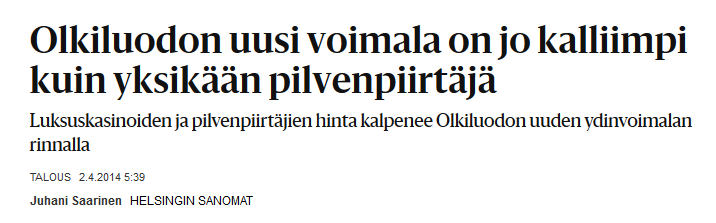 Olkiluodon uusi voimala on jo kalliimpi
kuin yksikään pilvenpiirtäjä
Luksuskasinoiden ja pilvenpiirtäjien hinta kalpenee Olkiluodon uuden ydinvoimalan
rinnalla
TALOUS 2.4.2014 5:39
Juhani Saarinen HELSINGIN SANOMAT